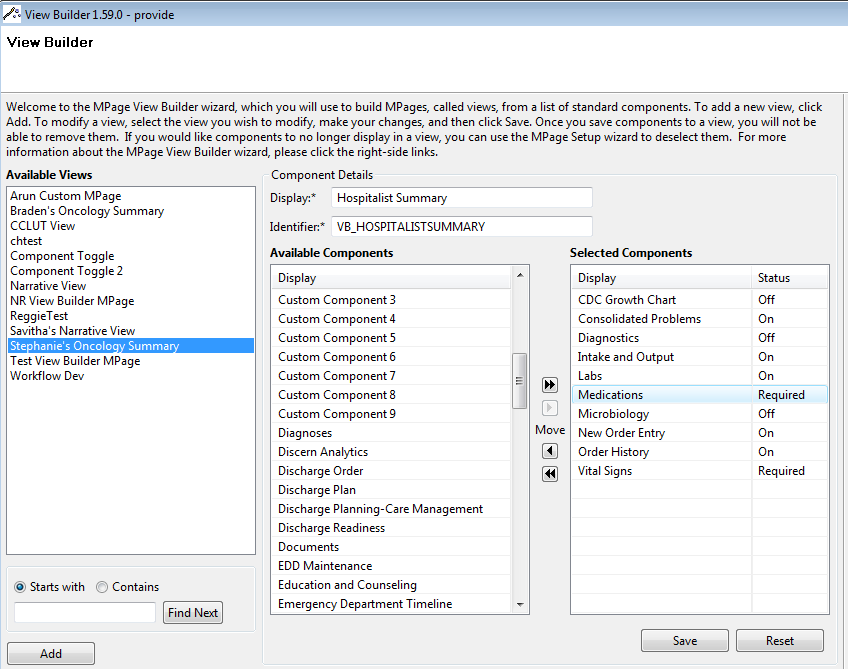 View Builder 1.59.0 - provide
View Builder
Welcome to the MPage View Builder wizard, which you will use to build MPages, called views, from a list of standard components. To add a new view, click
Add. To modify a view, select the view you wish to modify, make your changes, and then click Save. Once you save components to a view, you will not be
able to remove them. If you would like components to no longer display in a view, you can use the MPage Setup wizard to deselect them. For more
information about the MPage View Builder wizard, please click the right-side links.
Available Views
Arun Custom MPage
Braden's Oncology Summary
CCLUT View
chtest
Component Toggle
Component Toggle 2
Narrative View
NR View Builder MPage
ReggieTest
Savitha's Narrative View
Stephanie's Oncology Summary
Test View Builder MPage
Workflow Dev
Starts with Contains
Find Next
Add
Component Details
Display:* Hospitalist Summary
Identifier:* VB_HOSPITALISTSUMMARY
Available Components
Display
Custom Component 3
Custom Component 4
Custom Component 5
Custom Component 6
Custom Component 7
Custom Component 8
Custom Component 9
Diagnoses
Discern Analytics
Discharge Order
Discharge Plan
Discharge Planning-Care Management
Discharge Readiness
Documents
EDD Maintenance
Education and Counseling
Emergency Department Timeline
Move
Selected Components
Display Status
CDC Growth Chart Off
Consolidated Problems On
Diagnostics Off
Intake and Output On
Labs On
Medications Required
Microbiology Off
New Order Entry On
Order History On
Vital Signs Required
Save Reset